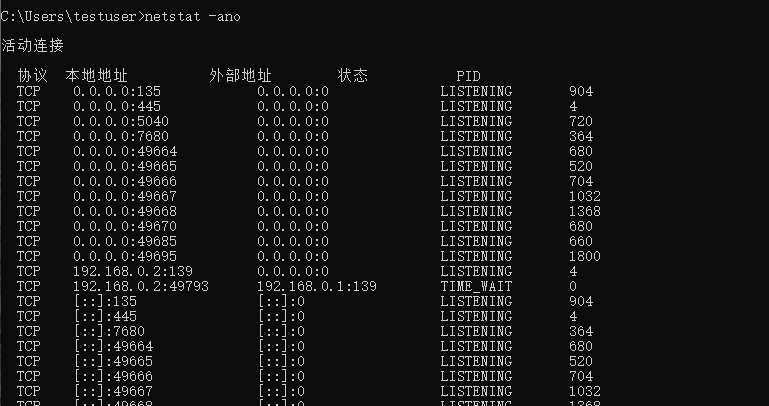 C:\Users\testuser>netstat -ano
活动连接
协议 本地地址 外部地址 状态 PID
TCP 0.0.0.0:135 0.0.0.0:0 LISTENING 904
TCP 0.0.0.0:445 0.0.0.0:0 LISTENING 4
TCP 0.0.0.0:5040 0.0.0.0:0 LISTENING 720
TCP 0.0.0.0:7680 0.0.0.0:0 LISTENING 364
TCP 0.0.0.0:49664 0.0.0.0:0 LISTENING 680
TCP 0.0.0.0:49665 0.0.0.0:0 LISTENING 520
TCP 0.0.0.0:49666 0.0.0.0:0 LISTENING 704
TCP 0.0.0.0:49667 0.0.0.0:0 LISTENING 1032
TCP 0.0.0.0:49668 0.0.0.0:0 LISTENING 1368
TCP 0.0.0.0:49670 0.0.0.0:0 LISTENING 680
TCP 0.0.0.0:49685 0.0.0.0:0 LISTENING 660
TCP 0.0.0.0:49695 0.0.0.0:0 LISTENING 1800
TCP 192.168.0.2:139 0.0.0.0:0 LISTENING 4
TCP 192.168.0.2:49793 192.168.0.1:139 TIME_WAIT 0
TCP [::]:135 [::]:0 LISTENING 904
TCP [::]:445 [::]:0 LISTENING 4
TCP [::]:7680 [::]:0 LISTENING 364
TCP [::]:49664 [::]:0 LISTENING 680
TCP [::]:49665 [::]:0 LISTENING 520
TCP [::]:49666 [::]:0 LISTENING 704
TCP [::]:49667 [::]:0 LISTENING 1032
TCP [::]:49668 [::]:0 LISTENING 1368